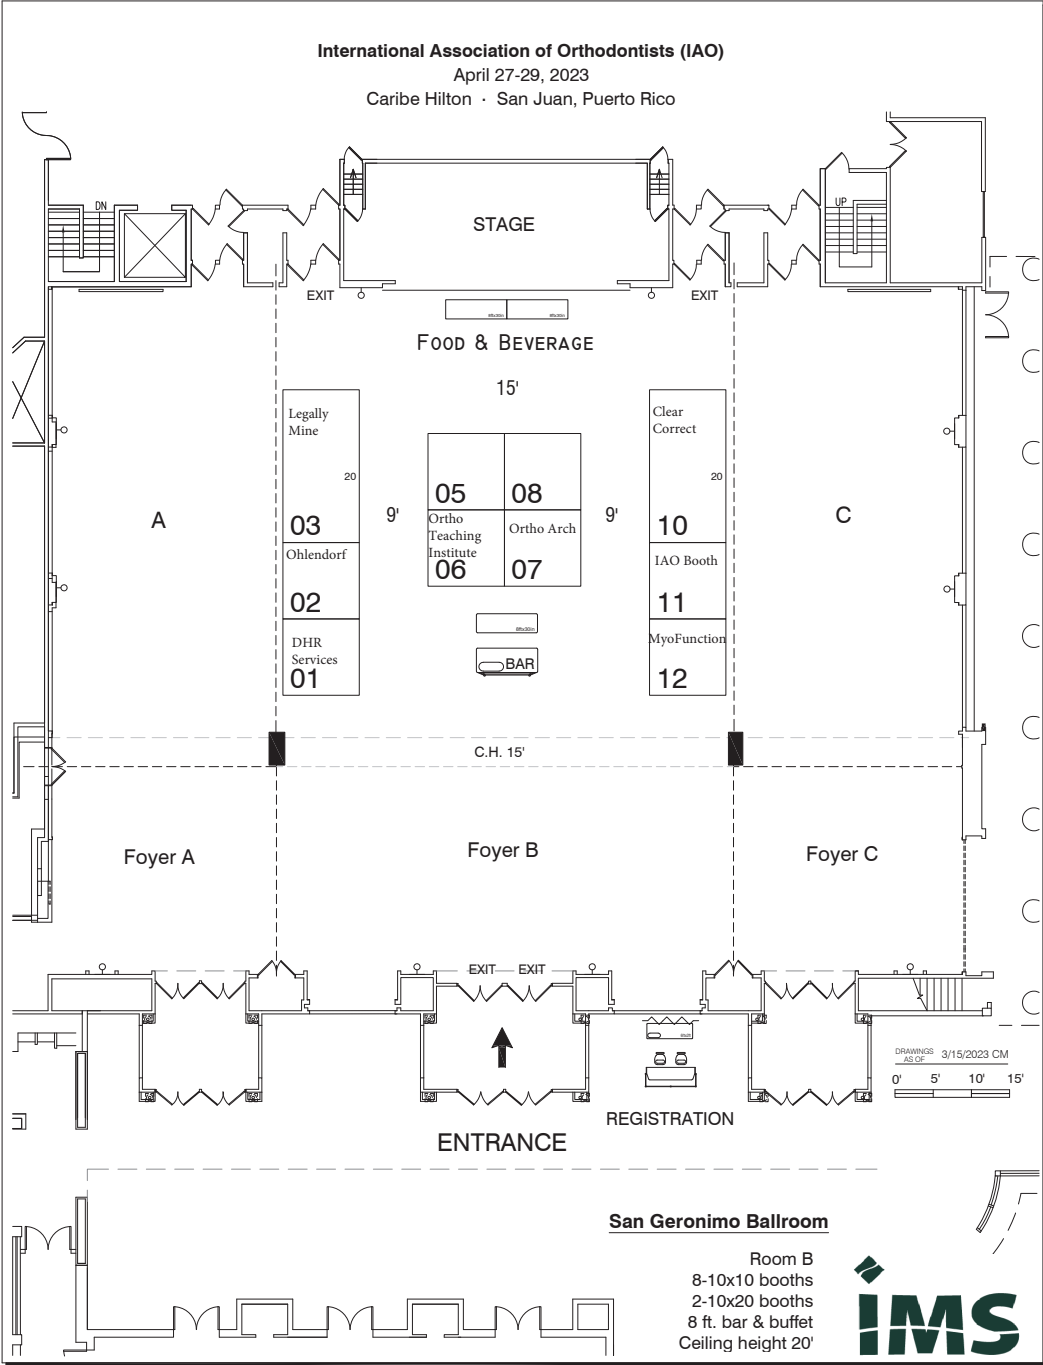 International Association of Orthodontists (IAO)
April 27-29, 2023
Caribe Hilton · San Juan, Puerto Rico
DN
UP
STAGE
EXIT
EXIT
8ftx30in
8ftx30in
FOOD & BEVERAGE
15'
Legally
Mine
20
03
Clear
Correct
20
10
05
08
A
9'
9'
C
Ortho
Teaching
Institute
06
Ortho Arch
07
Ohlendorf
02
IAO Booth
11
DHR
Services
01
MyoFunction
12
8ftx30in
BAR
C.H. 15'
Foyer A
Foyer B
Foyer C
EXIT
EXIT
DRAWINGS
AS OF
3/15/2023 CM
0' 5' 10' 15'
REGISTRATION
ENTRANCE
San Geronimo Ballroom
Room B
8-10x10 booths
2-10x20 booths
8 ft. bar & buffet
Ceiling height 20'
iMS